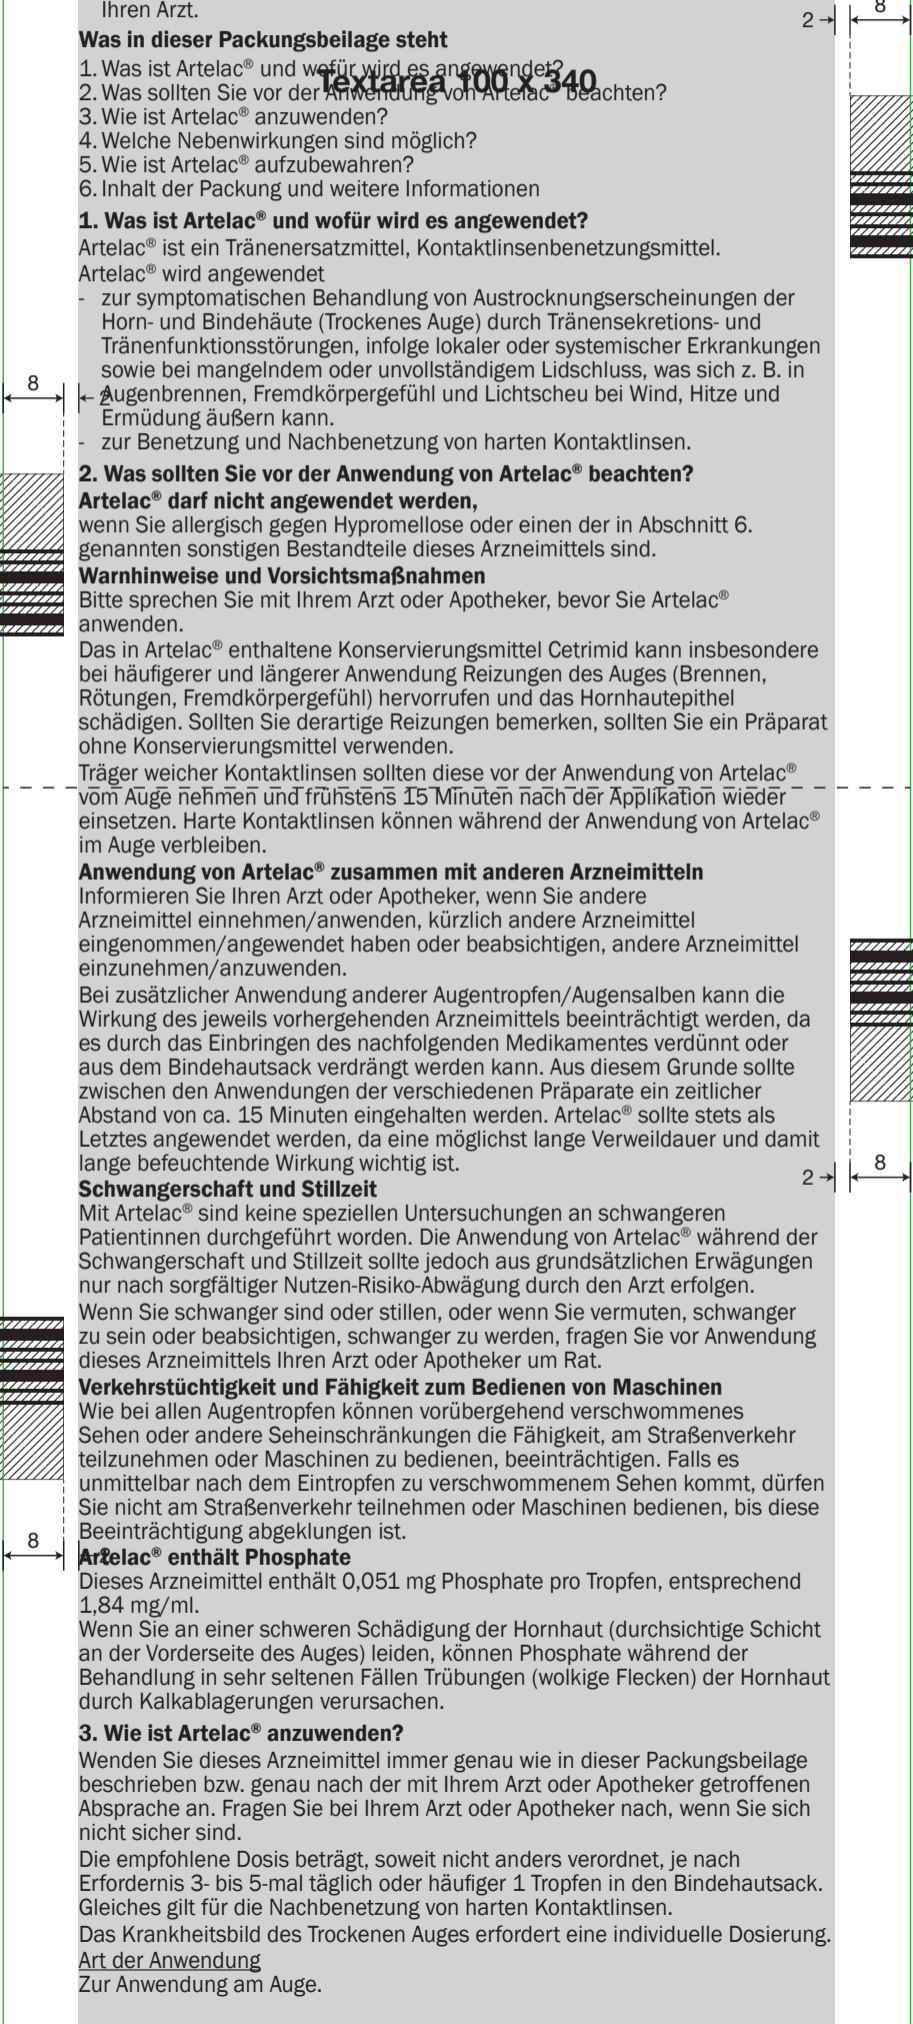 Ihren Arzt.
Was in dieser Packungsbeilage steht
1. Was ist Artelac® und wofür wird es angewendet?
Textarea 100 x 340
2. Was sollten Sie vor der Anwendung von Artelac® beachten?
3. Wie ist Artelac® anzuwenden?
4. Welche Nebenwirkungen sind möglich?
5. Wie ist Artelac® aufzubewahren?
6. Inhalt der Packung und weitere Informationen
1. Was ist Artelac® und wofür wird es angewendet?
Artelac® ist ein Tränenersatzmittel, Kontaktlinsenbenetzungsmittel.
Artelac® wird angewendet
- zur symptomatischen Behandlung von Austrocknungserscheinungen der
Horn- und Bindehäute (Trockenes Auge) durch Tränensekretions- und
Tränenfunktionsstörungen, infolge lokaler oder systemischer Erkrankungen
sowie bei mangelndem oder unvollständigem Lidschluss, was sich z. B. in
Augenbrennen, Fremdkörpergefühl und Lichtscheu bei Wind, Hitze und
Ermüdung äußern kann.
- zur Benetzung und Nachbenetzung von harten Kontaktlinsen.
2. Was sollten Sie vor der Anwendung von Artelac® beachten?
Artelac® darf nicht angewendet werden,
wenn Sie allergisch gegen Hypromellose oder einen der in Abschnitt 6.
genannten sonstigen Bestandteile dieses Arzneimittels sind.
Warnhinweise und Vorsichtsmaßnahmen
Bitte sprechen Sie mit Ihrem Arzt oder Apotheker, bevor Sie Artelac®
anwenden.
Das in Artelac® enthaltene Konservierungsmittel Cetrimid kann insbesondere
bei häufigerer und längerer Anwendung Reizungen des Auges (Brennen,
Rötungen, Fremdkörpergefühl) hervorrufen und das Hornhautepithel
schädigen. Sollten Sie derartige Reizungen bemerken, sollten Sie ein Präparat
ohne Konservierungsmittel verwenden.
Träger weicher Kontaktlinsen sollten diese vor der Anwendung von Artelac®
vom Auge nehmen und frühstens 15 Minuten nach der Applikation wieder
einsetzen. Harte Kontaktlinsen können während der Anwendung von Artelac®
im Auge verbleiben.
Anwendung von Artelac® zusammen mit anderen Arzneimitteln
Informieren Sie Ihren Arzt oder Apotheker, wenn Sie andere
Arzneimittel einnehmen/anwenden, kürzlich andere Arzneimittel
eingenommen/angewendet haben oder beabsichtigen, andere Arzneimittel
einzunehmen/anzuwenden.
Bei zusätzlicher Anwendung anderer Augentropfen/Augensalben kann die
Wirkung des jeweils vorhergehenden Arzneimittels beeinträchtigt werden, da
es durch das Einbringen des nachfolgenden Medikamentes verdünnt oder
aus dem Bindehautsack verdrängt werden kann. Aus diesem Grunde sollte
zwischen den Anwendungen der verschiedenen Präparate ein zeitlicher
Abstand von ca. 15 Minuten eingehalten werden. Artelac® sollte stets als
Letztes angewendet werden, da eine möglichst lange Verweildauer und damit
lange befeuchtende Wirkung wichtig ist.
Schwangerschaft und Stillzeit
Mit Artelac® sind keine speziellen Untersuchungen an schwangeren
Patientinnen durchgeführt worden. Die Anwendung von Artelac® während der
Schwangerschaft und Stillzeit sollte jedoch aus grundsätzlichen Erwägungen
nur nach sorgfältiger Nutzen-Risiko-Abwägung durch den Arzt erfolgen.
Wenn Sie schwanger sind oder stillen, oder wenn Sie vermuten, schwanger
zu sein oder beabsichtigen, schwanger zu werden, fragen Sie vor Anwendung
dieses Arzneimittels Ihren Arzt oder Apotheker um Rat.
Verkehrstüchtigkeit und Fähigkeit zum Bedienen von Maschinen
Wie bei allen Augentropfen können vorübergehend verschwommenes
Sehen oder andere Seheinschränkungen die Fähigkeit, am Straßenverkehr
teilzunehmen oder Maschinen zu bedienen, beeinträchtigen. Falls es
unmittelbar nach dem Eintropfen zu verschwommenem Sehen kommt, dürfen
Sie nicht am Straßenverkehr teilnehmen oder Maschinen bedienen, bis diese
Beeinträchtigung abgeklungen ist.
Artelac® enthält Phosphate
Dieses Arzneimittel enthält 0,051 mg Phosphate pro Tropfen, entsprechend
1,84 mg/ml.
Wenn Sie an einer schweren Schädigung der Hornhaut (durchsichtige Schicht
an der Vorderseite des Auges) leiden, können Phosphate während der
Behandlung in sehr seltenen Fällen Trübungen (wolkige Flecken) der Hornhaut
durch Kalkablagerungen verursachen.
3. Wie ist Artelac® anzuwenden?
Wenden Sie dieses Arzneimittel immer genau wie in dieser Packungsbeilage
beschrieben bzw. genau nach der mit Ihrem Arzt oder Apotheker getroffenen
Absprache an. Fragen Sie bei Ihrem Arzt oder Apotheker nach, wenn Sie sich
nicht sicher sind.
Die empfohlene Dosis beträgt, soweit nicht anders verordnet, je nach
Erfordernis 3- bis 5-mal täglich oder häufiger 1 Tropfen in den Bindehautsack.
Gleiches gilt für die Nachbenetzung von harten Kontaktlinsen.
Das Krankheitsbild des Trockenen Auges erfordert eine individuelle Dosierung.
Art der Anwendung
Zur Anwendung am Auge.
2
8
8
2
2
8
8
2